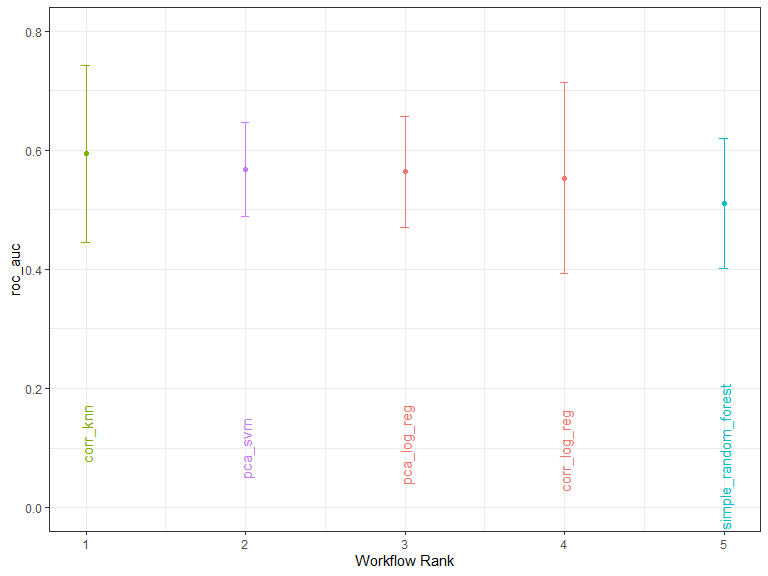 0.8
0.6
0.4
0.2
0.0
roc_auc
corr_knn
pca_svm
pca_log_reg
corr_log_reg
simple_random_forest
1 2 3 4 5
Workflow Rank